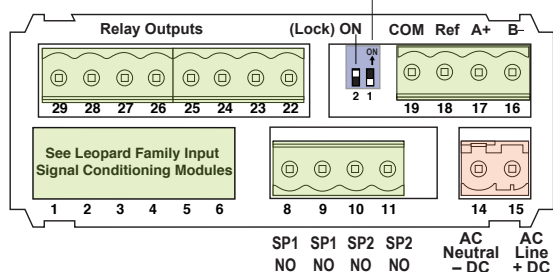 Relay Outputs (Lock) ON COM Ref A+ B–
ON
29 28 27 26 25 24 23 22 2 1 19 18 17 16
See Leopard Family Input
Signal Conditioning Modules
1 2 3 4 5 6 8 9 10 11 14 15
SP1 SP1 SP2 SP2 AC AC
NO NO NO NO Neutral Line
– DC + DC